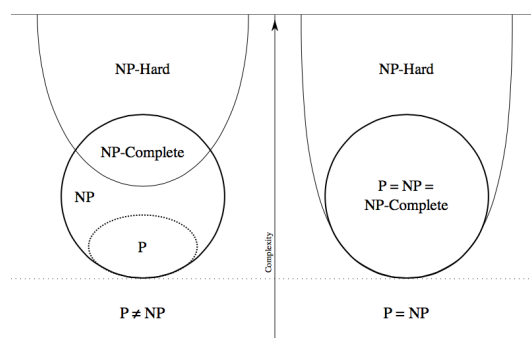 NP-Hard
NP-Complete
NP
P
P ≠ NP
Complexity
NP-Hard
P = NP =
NP-Complete
P = NP